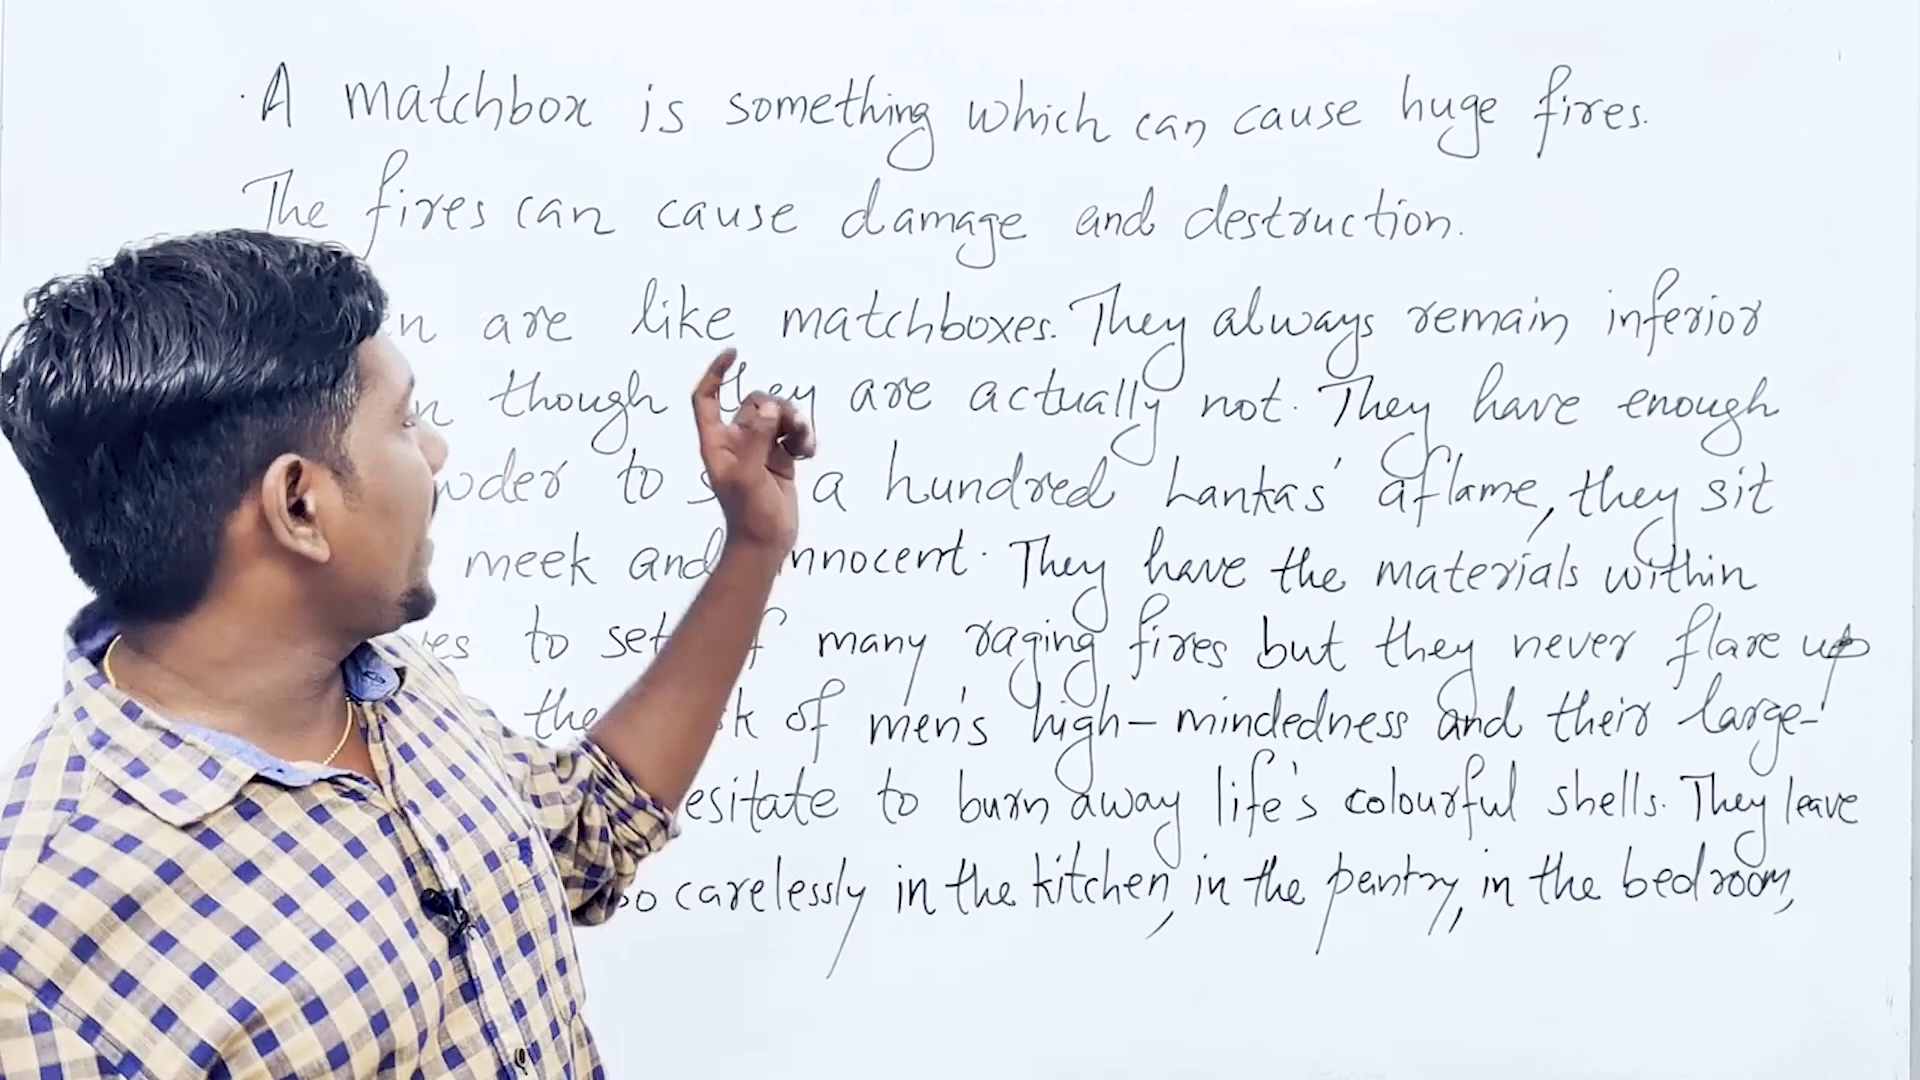 A matchbox is something which can cause huge fires.
The fires can cause damage and destruction.
are like matchboxes. They always remain inferior
though they are actually not. They have enough
to a hundred Lankas' aflame, they sit
meek and innocent. They have the materials within
to set many raging fires but they never flare up
the of men's high-mindedness and their large-
to burn away life's colourful shells. They leave
so carelessly in the kitchen, in the pantry, in the bedroom,